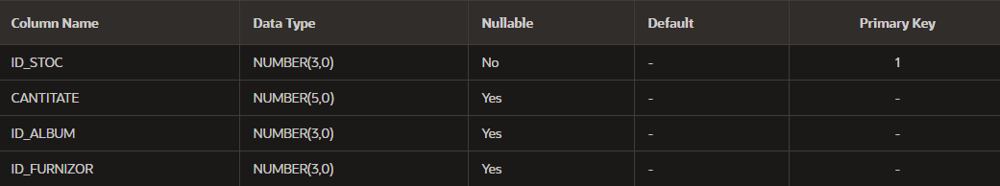 Column Name Data Type Nullable Default Primary Key
ID_STOC NUMBER(3,0) No - 1
CANTITATE NUMBER(5,0) Yes - -
ID_ALBUM NUMBER(3,0) Yes - -
ID_FURNIZOR NUMBER(3,0) Yes - -